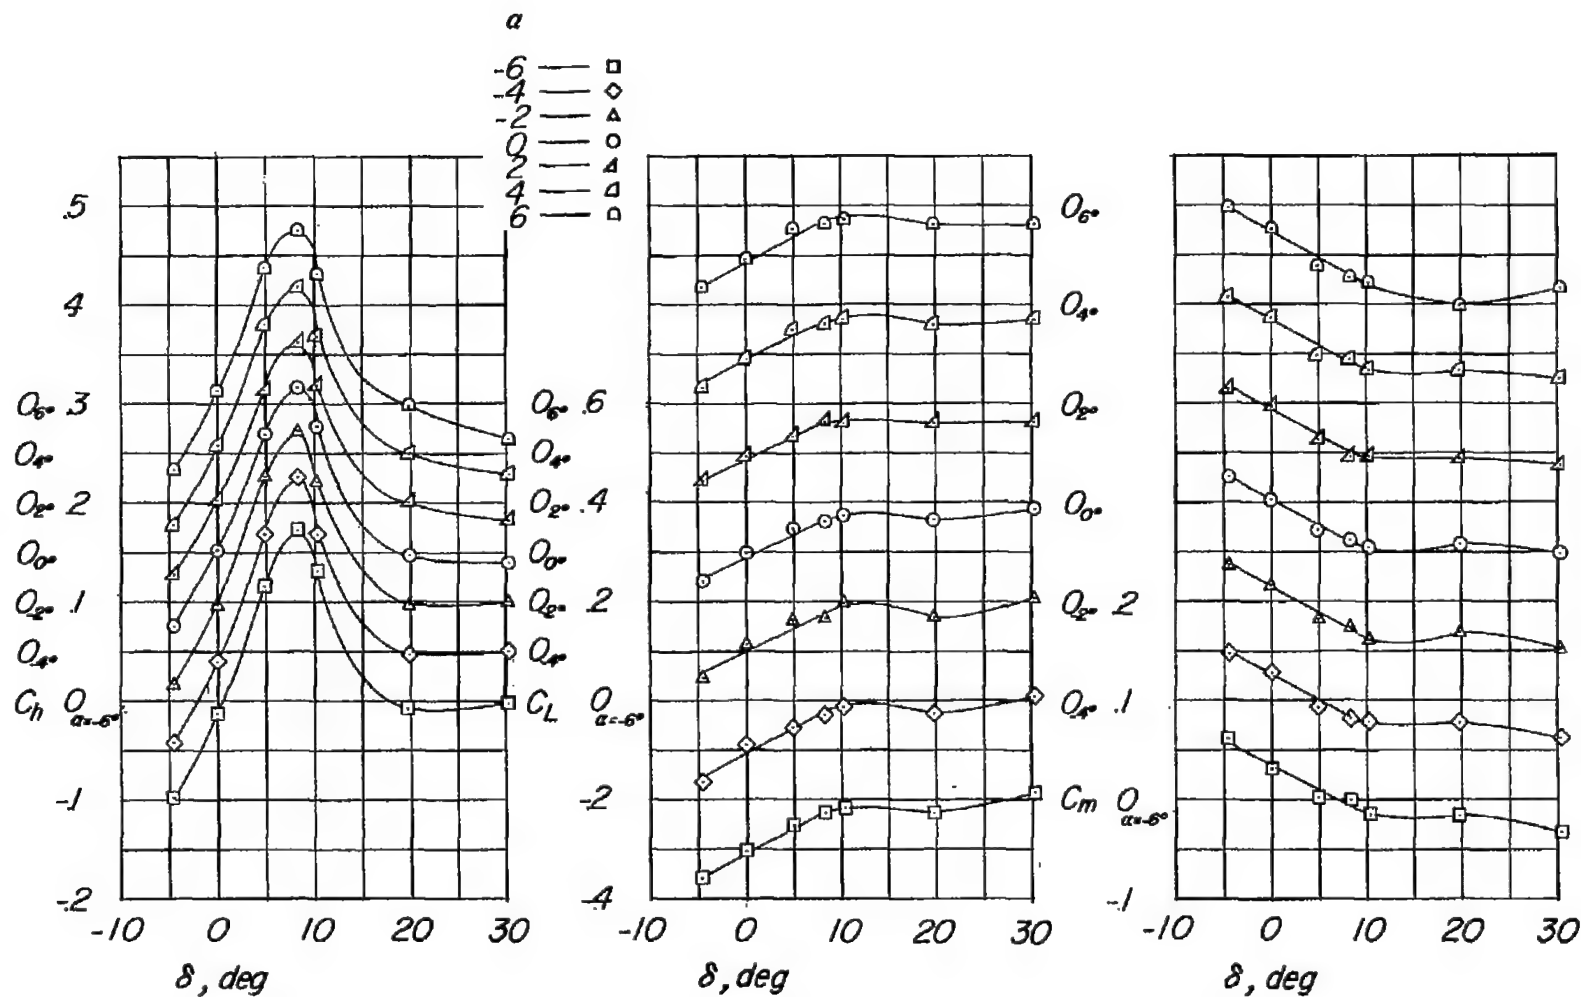 α
-6
-4
-2
0
2
4
6
.5
.4
O6° .3
O4°
O2° .2
O0°
O2° .1
O4°
Ch 0 α=-6°
-.1
-.2
-10 0 10 20 30
δ, deg
O6° .6
O4°
O2° .4
O0°
O2° .2
O4°
CL 0 α=-6°
-.2
-.4
-10 0 10 20 30
δ, deg
O6°
O4°
O2°
O0°
O2° .2
O4° .1
Cm 0 α=-6°
-.1
-10 0 10 20 30
δ, deg